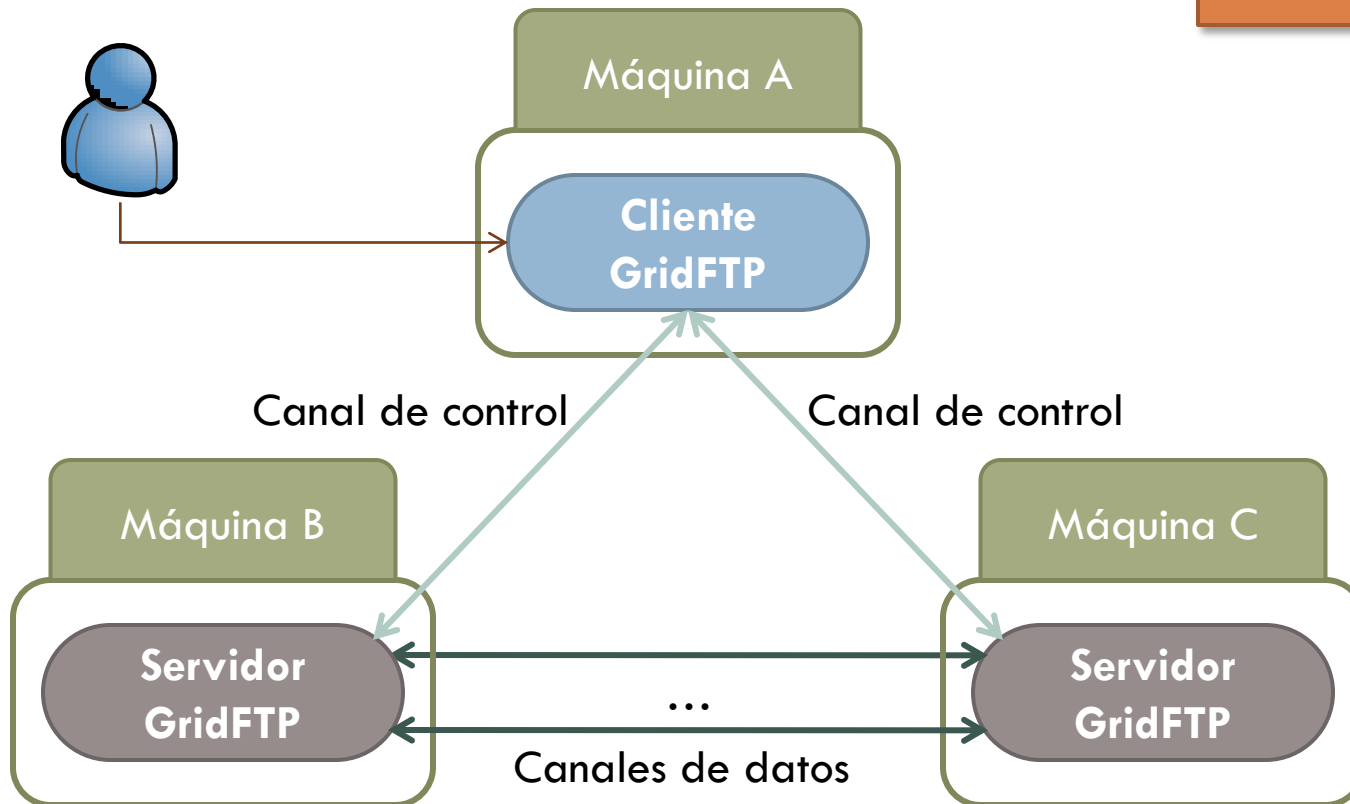 Máquina A
Cliente
GridFTP
Canal de control
Canal de control
Máquina B
Máquina C
Servidor
GridFTP
Servidor
GridFTP
...
Canales de datos